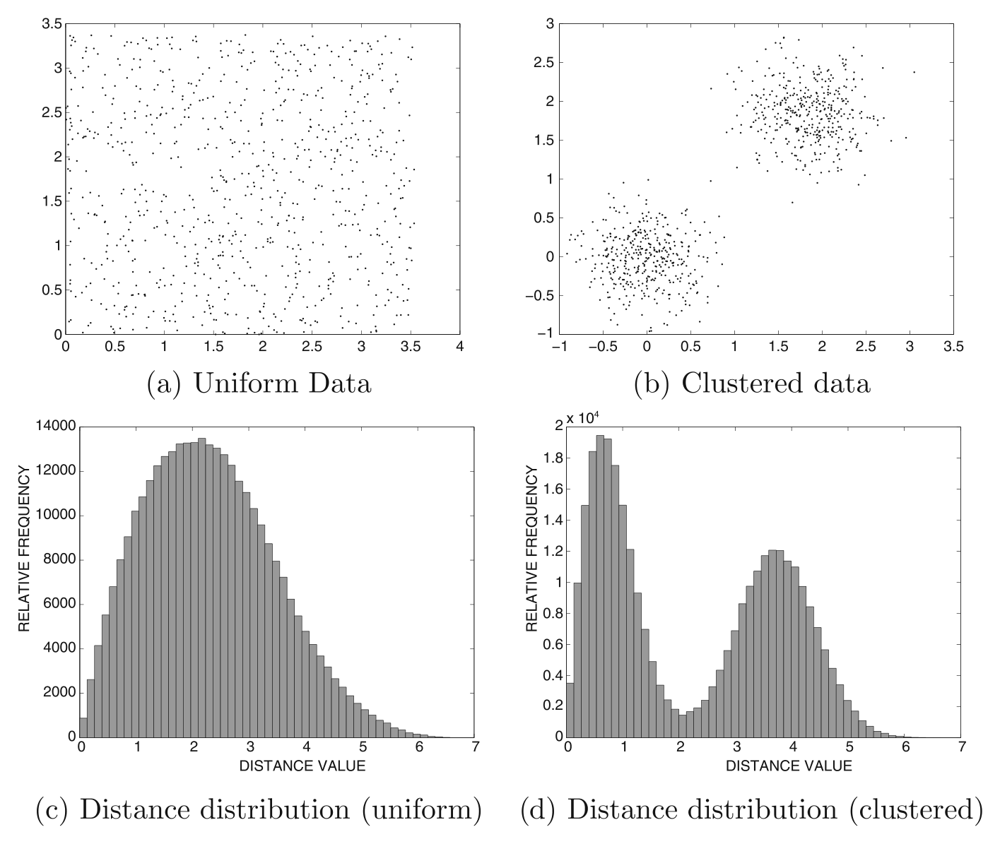 3.5
3
2.5
2
1.5
1
0.5
0
0 0.5 1 1.5 2 2.5 3 3.5 4
(a) Uniform Data
3
2.5
2
1.5
1
0.5
0
−0.5
−1
−1 −0.5 0 0.5 1 1.5 2 2.5 3 3.5
(b) Clustered data
14000
12000
10000
8000
6000
4000
2000
0
RELATIVE FREQUENCY
0 1 2 3 4 5 6 7
DISTANCE VALUE
(c) Distance distribution (uniform)
x 10⁴
2
1.8
1.6
1.4
1.2
1
0.8
0.6
0.4
0.2
0
RELATIVE FREQUENCY
0 1 2 3 4 5 6 7
DISTANCE VALUE
(d) Distance distribution (clustered)